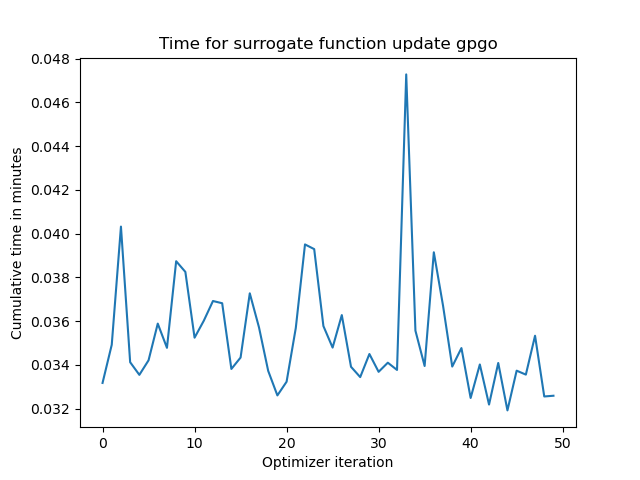 Time for surrogate function update gpgo
Cumulative time in minutes
0.048
0.046
0.044
0.042
0.040
0.038
0.036
0.034
0.032
0 10 20 30 40 50
Optimizer iteration